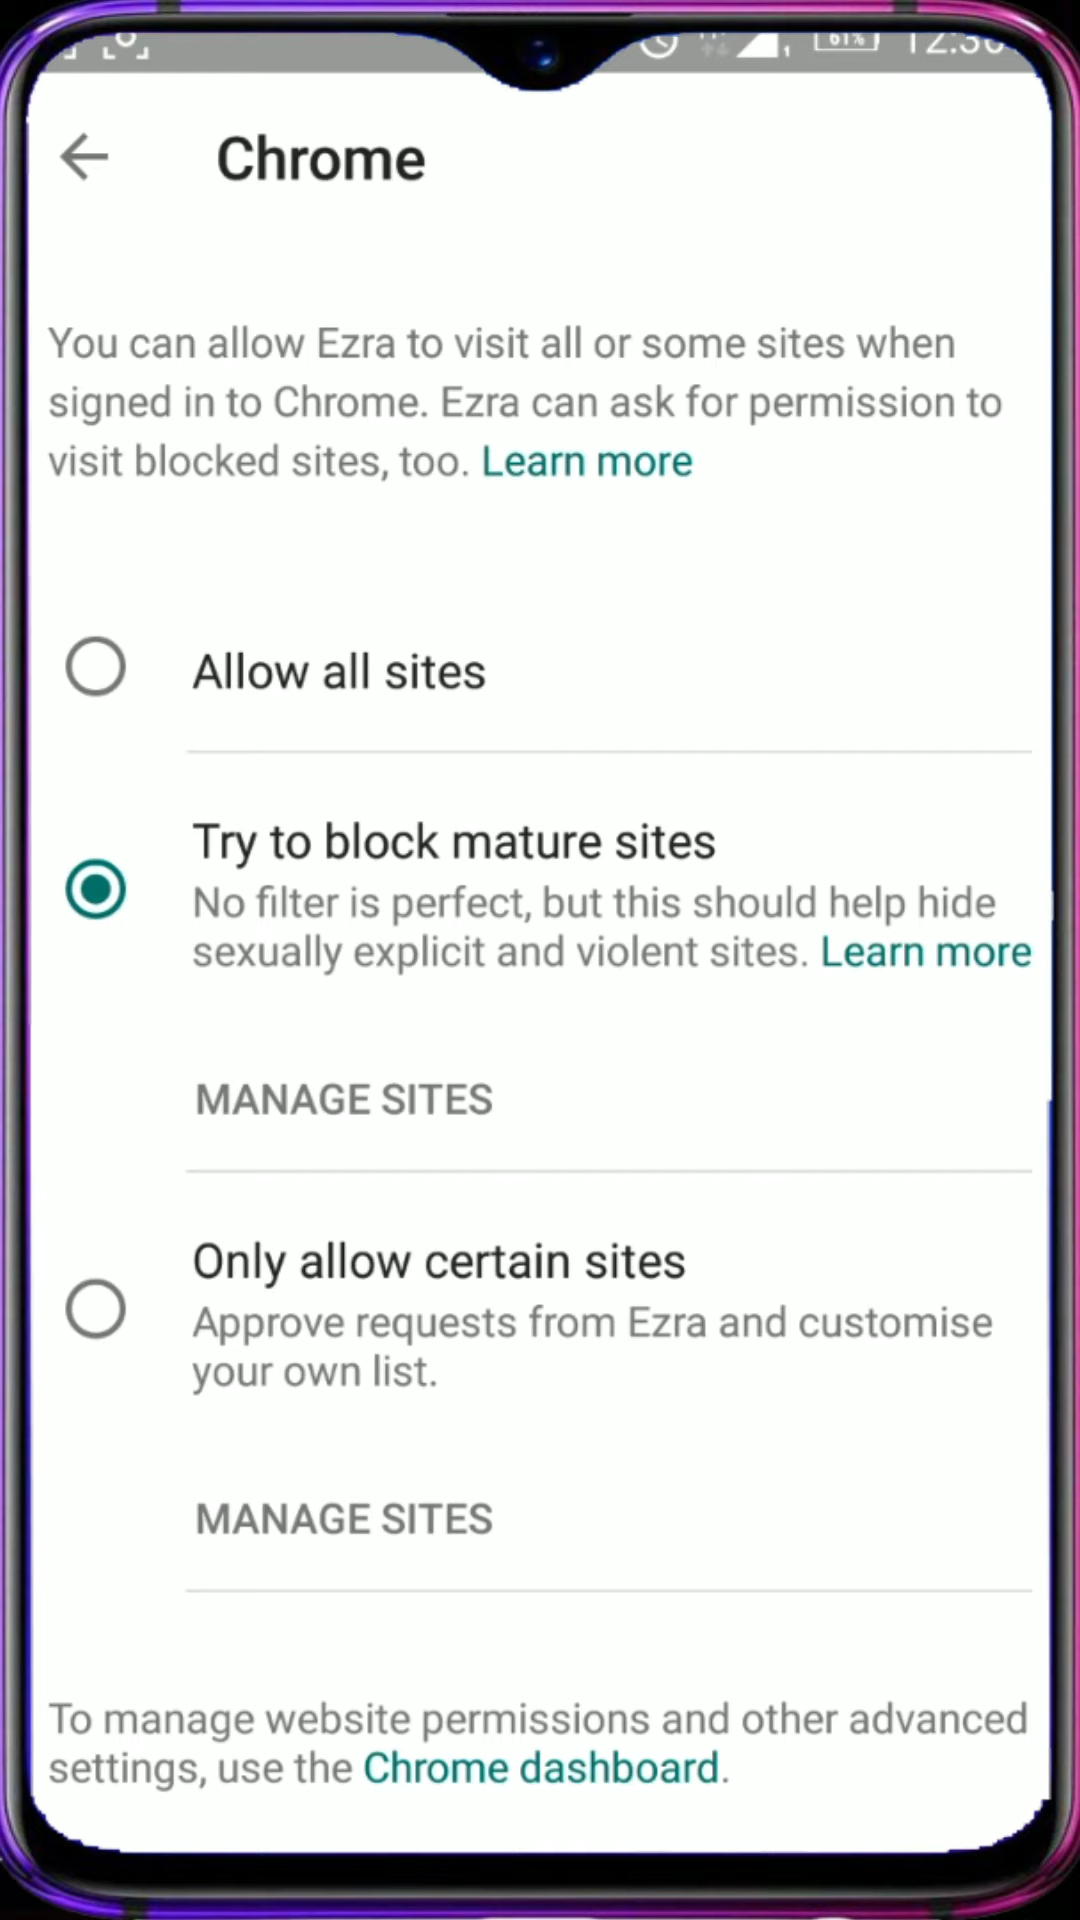 61%
Chrome
You can allow Ezra to visit all or some sites when
signed in to Chrome. Ezra can ask for permission to
visit blocked sites, too. Learn more
Allow all sites
Try to block mature sites
No filter is perfect, but this should help hide
sexually explicit and violent sites. Learn more
MANAGE SITES
Only allow certain sites
Approve requests from Ezra and customise
your own list.
MANAGE SITES
To manage website permissions and other advanced
settings, use the Chrome dashboard.